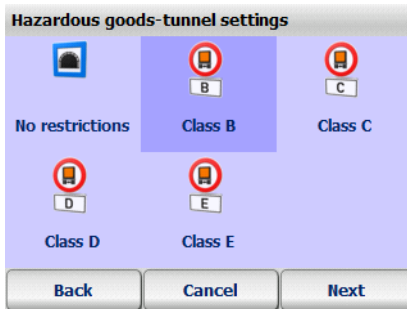 Hazardous goods-tunnel settings
B
C
No restrictions Class B Class C
D
E
Class D Class E
Back Cancel Next